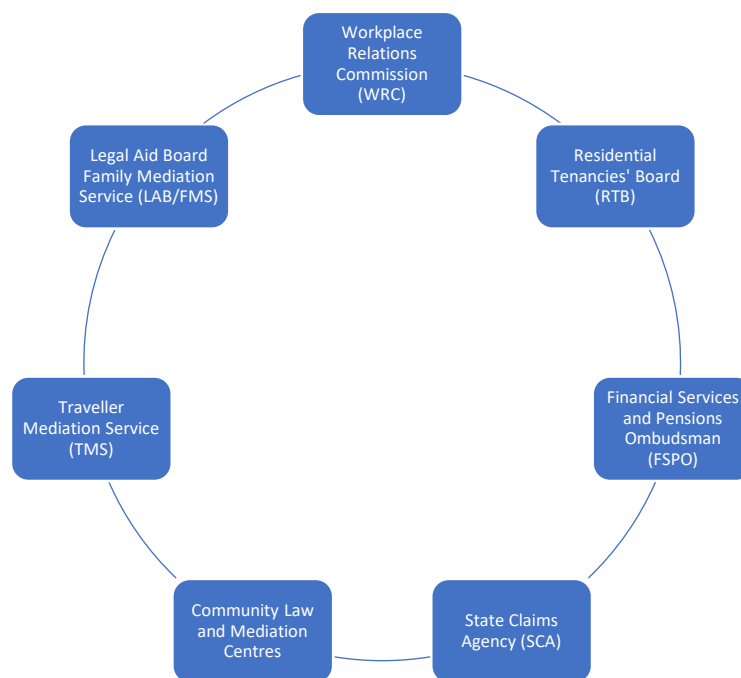 Workplace
Relations
Commission
(WRC)
Residential
Tenancies' Board
(RTB)
Financial Services
and Pensions
Ombudsman
(FSPO)
State Claims
Agency (SCA)
Community Law
and Mediation
Centres
Traveller
Mediation Service
(TMS)
Legal Aid Board
Family Mediation
Service (LAB/FMS)